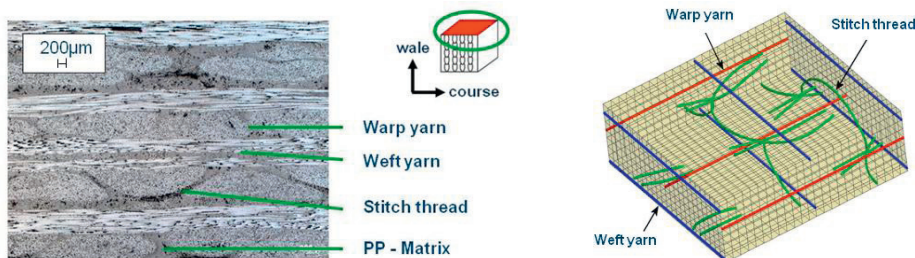 200µm
wale
course
Warp yarn
Weft yarn
Stitch thread
PP - Matrix
Warp yarn
Stitch thread
Weft yarn